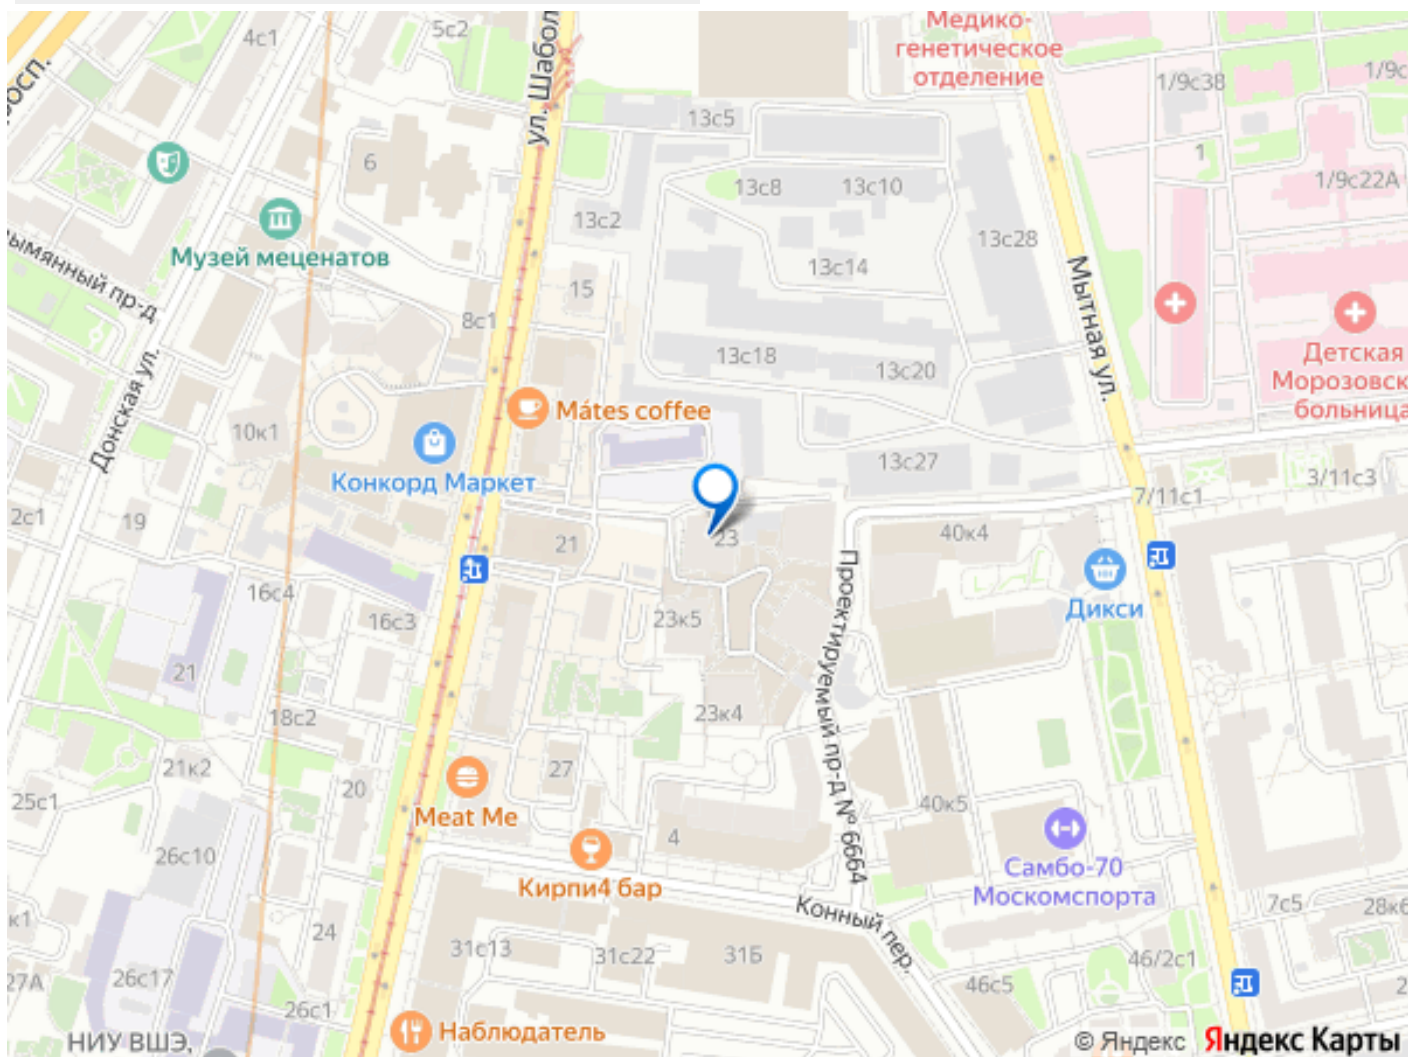 4с1
5с2
ул. Шабол
Медико-
генетическое
отделение
1/9с38
1/9с
осп.
13с5
6
13с8
13с10
1
1/9с22А
13с2
13с28
Музей меценатов
13с14
ымянный пр-д
15
8с1
Мытная ул.
13с18
13с20
Детская
Морозовск
больница
Донская ул.
Mátes coffee
10к1
Конкорд Маркет
13с27
3/11с3
7/11с1
2с1
19
21
23
40к4
Проектируемый пр-д № 6664
Дикси
16с4
16с3
23к5
21
18с2
23к4
21к2
27
25с1
20
Meat Me
40к5
4
26с10
Кирпи4 бар
Самбо-70
Москомспорта
к1
24
Конный пер.
7с5
28к6
31с13
31с22
31Б
46/2с1
27А
26с17
46с5
2
26с1
НИУ ВШЭ,
Наблюдатель
© Яндекс Яндекс Карты